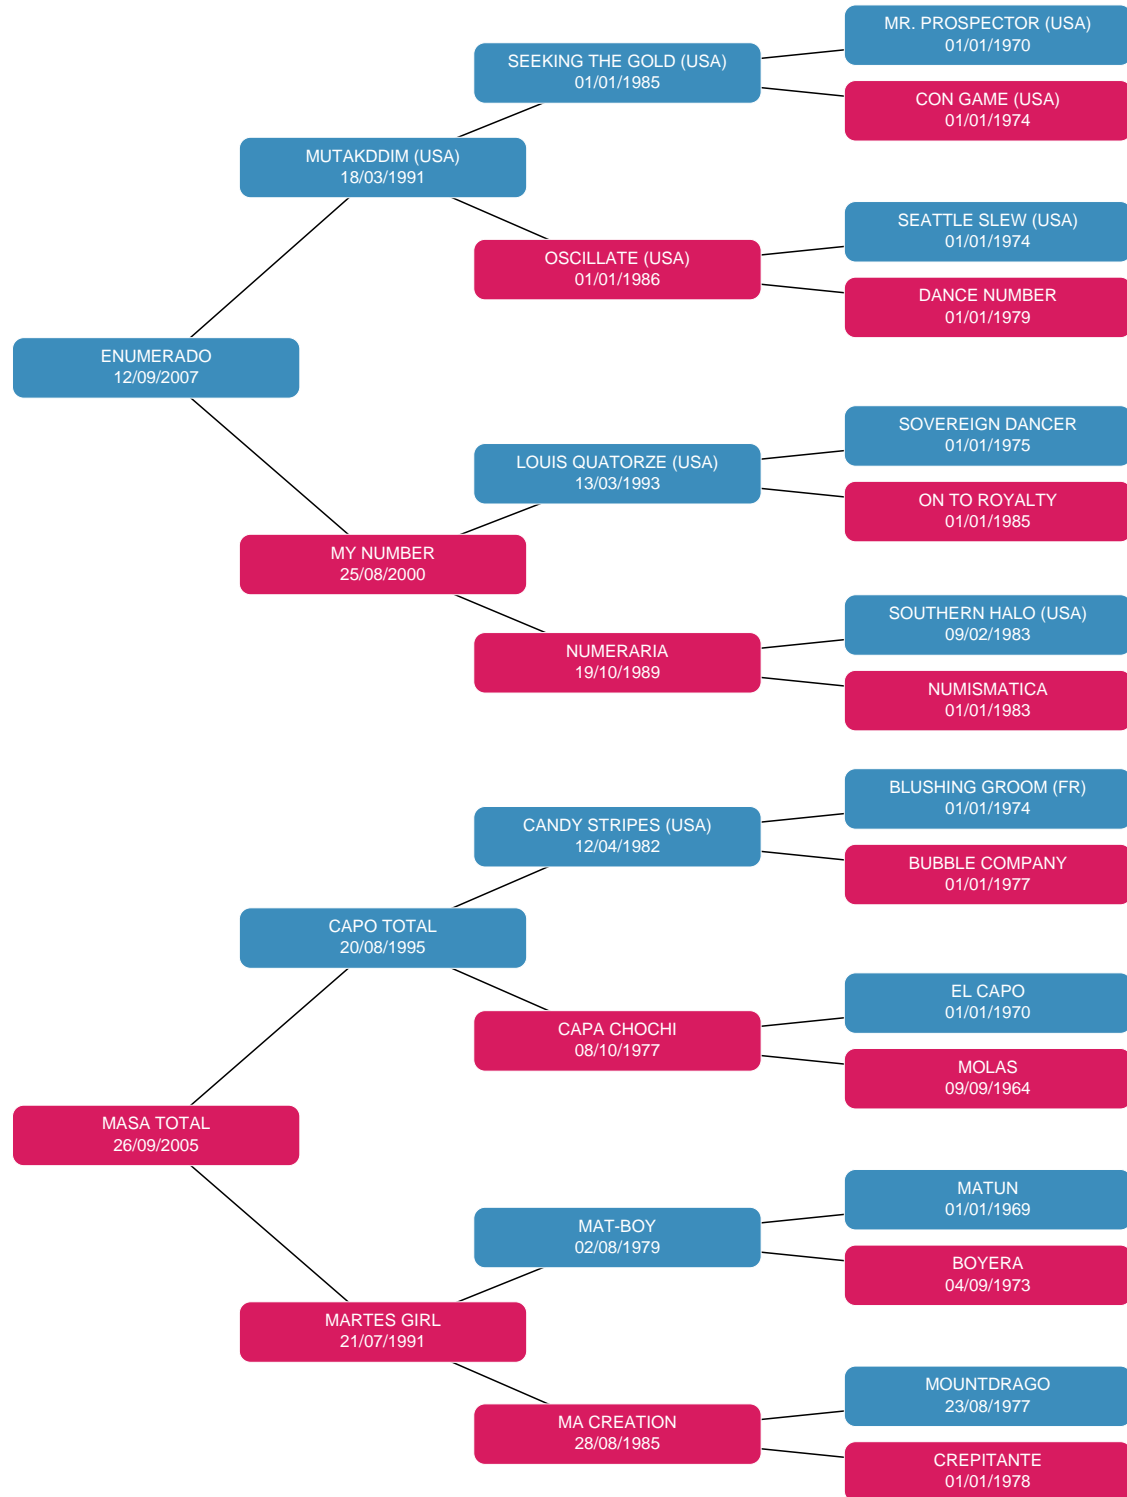 MR. PROSPECTOR (USA)
01/01/1970
SEEKING THE GOLD (USA)
01/01/1985
CON GAME (USA)
01/01/1974
MUTAKDDIM (USA)
18/03/1991
SEATTLE SLEW (USA)
01/01/1974
OSCILLATE (USA)
01/01/1986
DANCE NUMBER
01/01/1979
ENUMERADO
12/09/2007
SOVEREIGN DANCER
01/01/1975
LOUIS QUATORZE (USA)
13/03/1993
ON TO ROYALTY
01/01/1985
MY NUMBER
25/08/2000
SOUTHERN HALO (USA)
09/02/1983
NUMERARIA
19/10/1989
NUMISMATICA
01/01/1983
BLUSHING GROOM (FR)
01/01/1974
CANDY STRIPES (USA)
12/04/1982
BUBBLE COMPANY
01/01/1977
CAPO TOTAL
20/08/1995
EL CAPO
01/01/1970
CAPA CHOCHI
08/10/1977
MOLAS
09/09/1964
MASA TOTAL
26/09/2005
MATUN
01/01/1969
MAT-BOY
02/08/1979
BOYERA
04/09/1973
MARTES GIRL
21/07/1991
MOUNTDRAGO
23/08/1977
MA CREATION
28/08/1985
CREPITANTE
01/01/1978